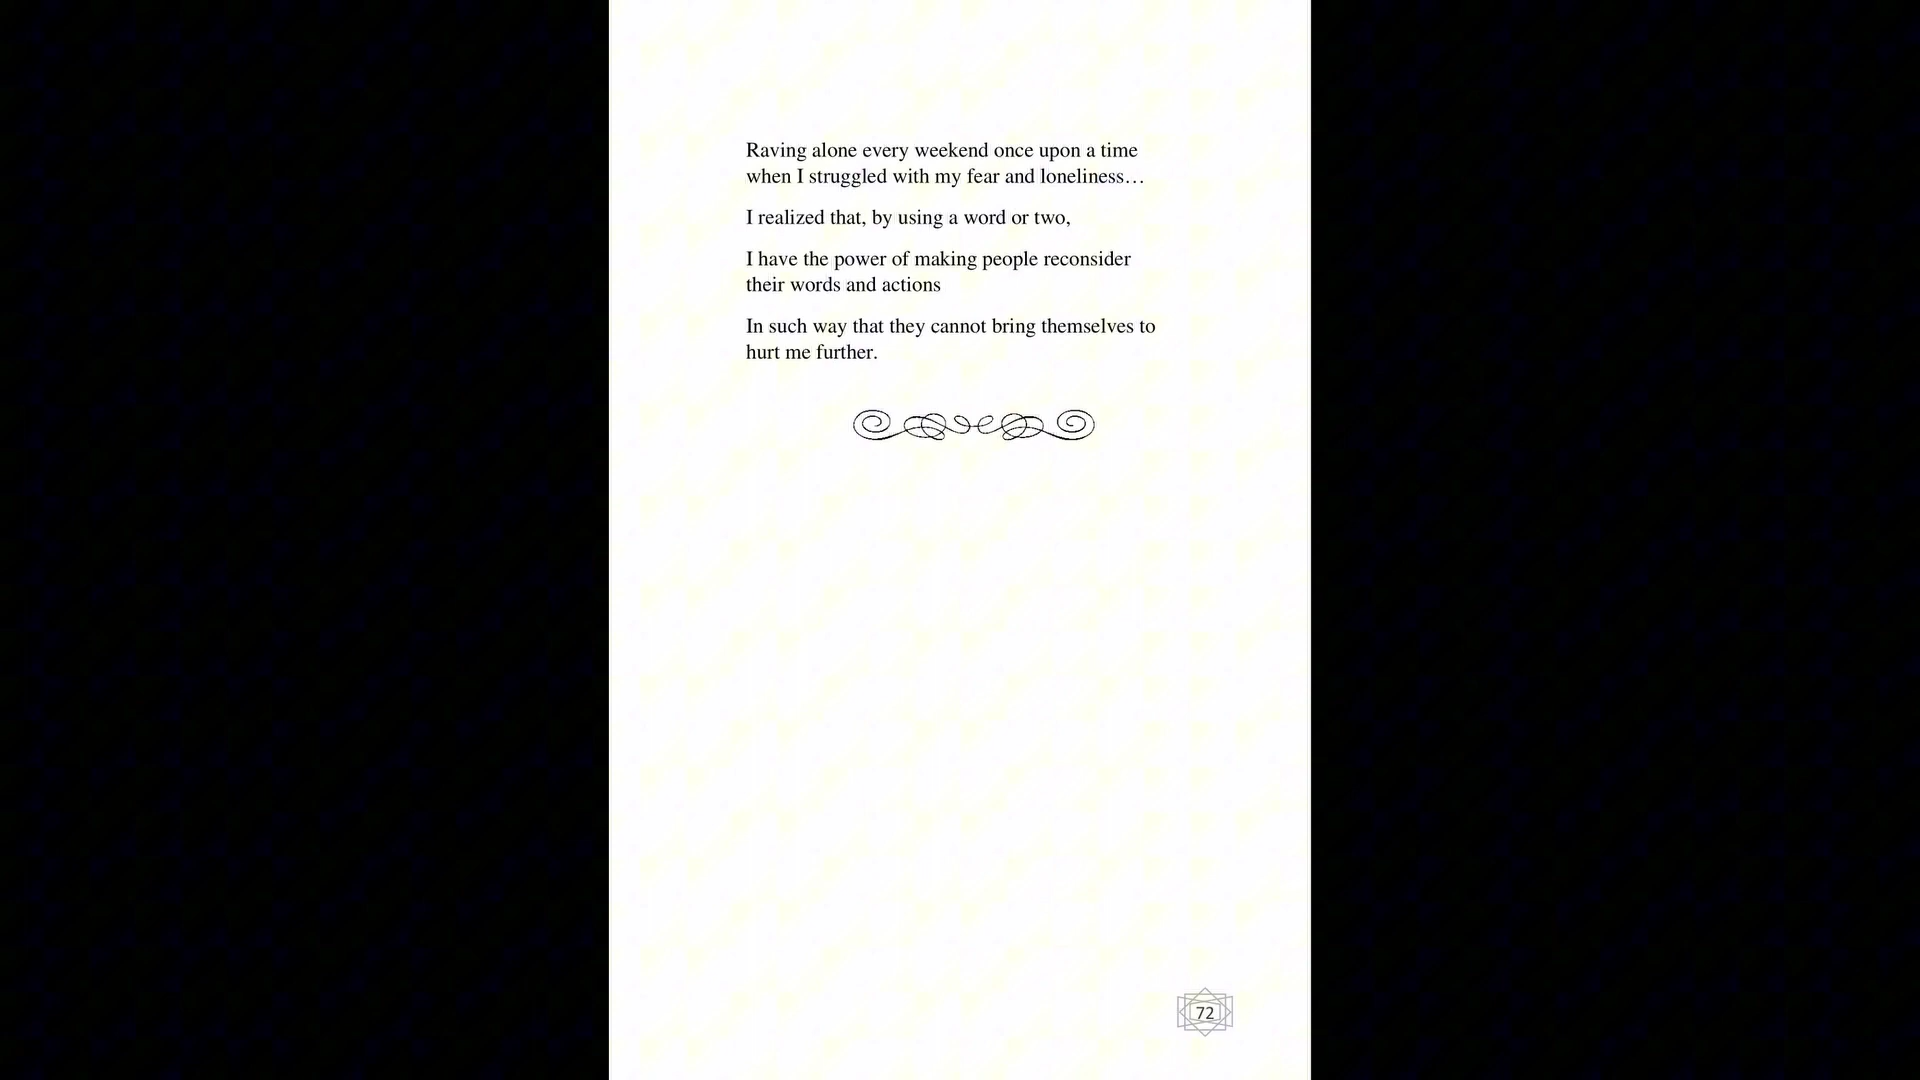 Raving alone every weekend once upon a time
when I struggled with my fear and loneliness…
I realized that, by using a word or two,
I have the power of making people reconsider
their words and actions
In such way that they cannot bring themselves to
hurt me further.
72